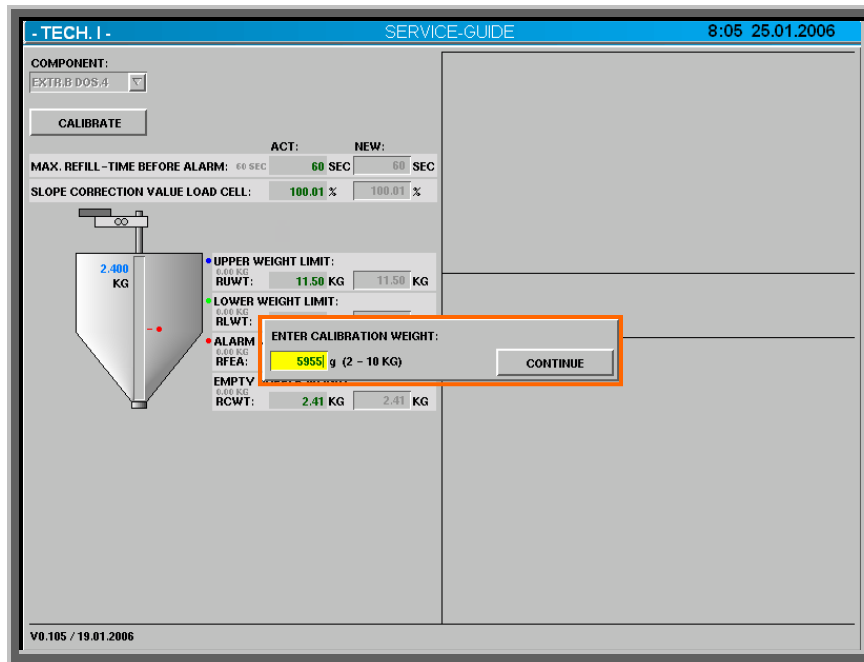 - TECH. I - SERVICE-GUIDE 8:05 25.01.2006
COMPONENT:
EXTR.B DOS.4
CALIBRATE
ACT: NEW:
MAX. REFILL-TIME BEFORE ALARM: 60 SEC 60 SEC 60 SEC
SLOPE CORRECTION VALUE LOAD CELL: 100.01 % 100.01 %
2.400
KG
UPPER WEIGHT LIMIT:
0.00 KG
RUWT: 11.50 KG 11.50 KG
LOWER WEIGHT LIMIT:
0.00 KG
RLWT:
ALARM
0.00 KG
RFEA:
ENTER CALIBRATION WEIGHT:
5955 g (2 - 10 KG) CONTINUE
EMPTY
0.00 KG
RCWT: 2.41 KG 2.41 KG
V0.105 / 19.01.2006